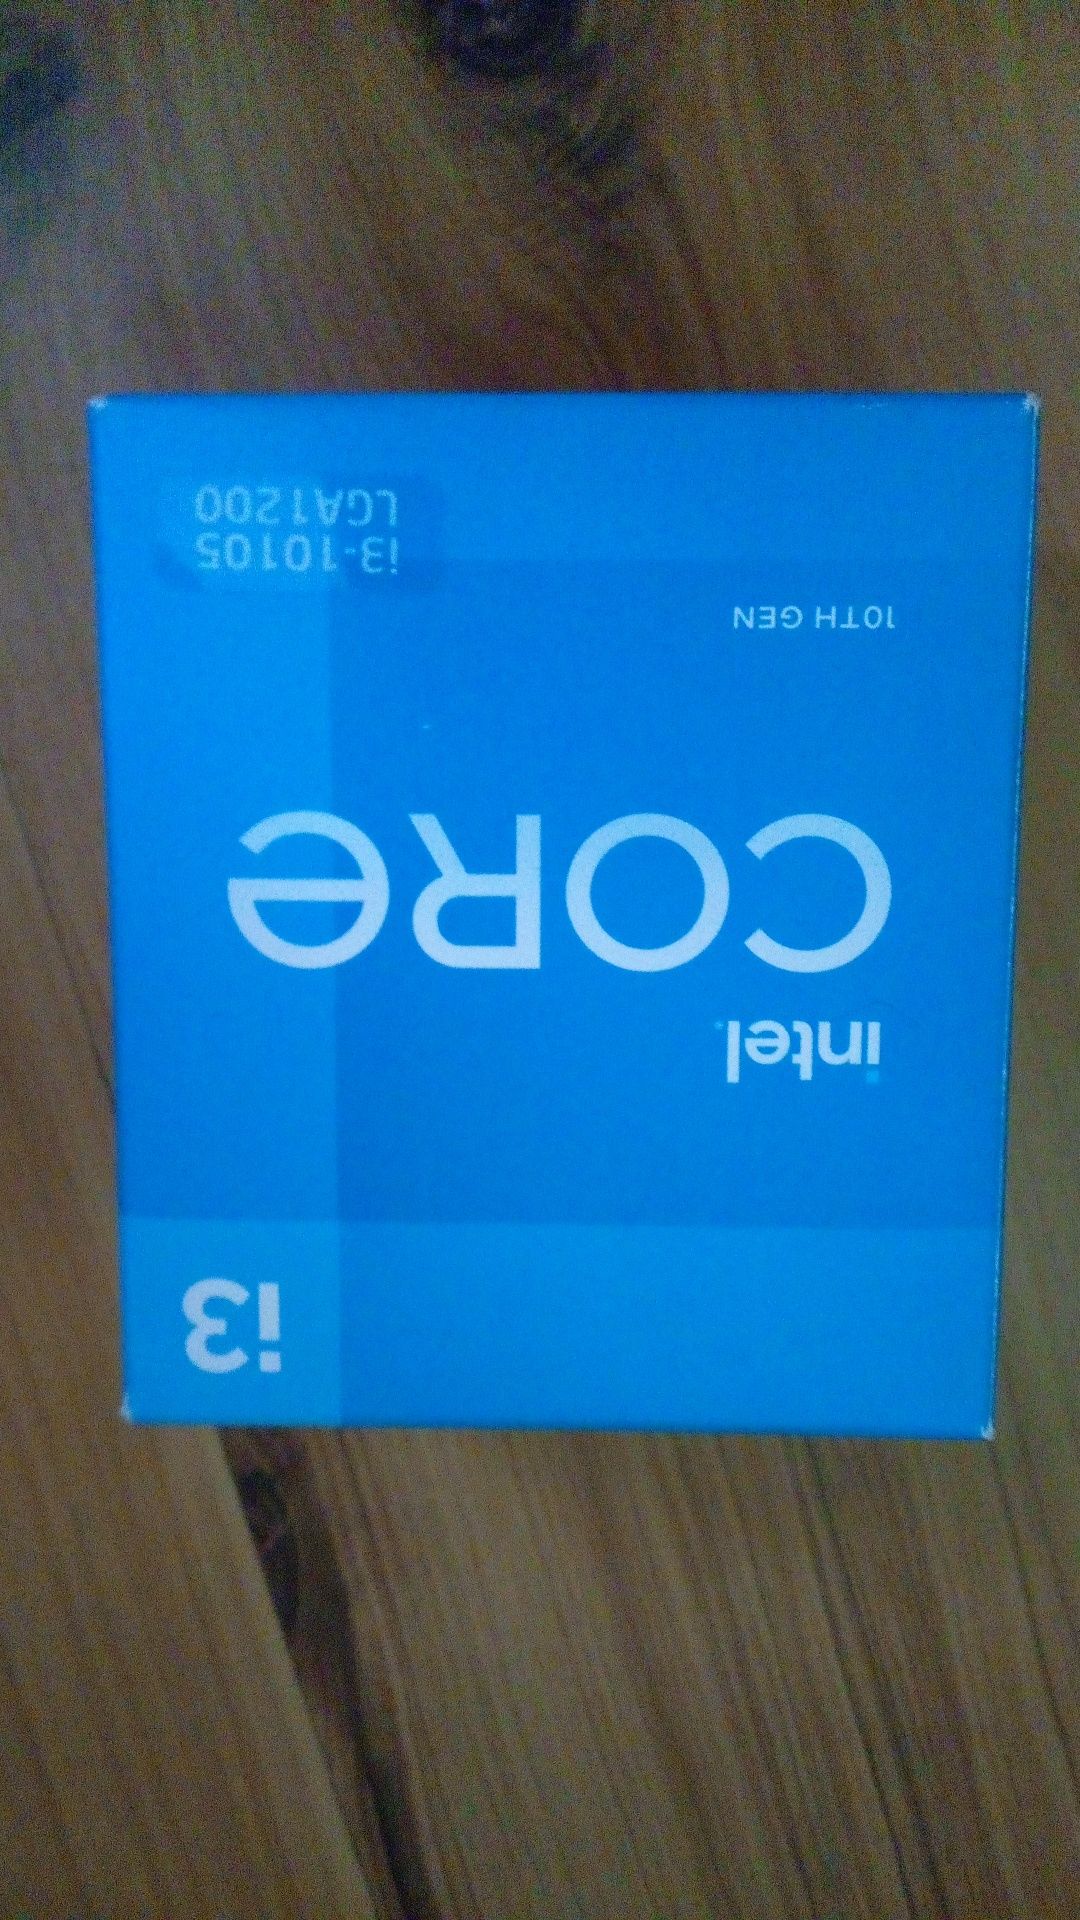 i3
intel.
CORe
10TH GEN
i3-10105
LGA1200